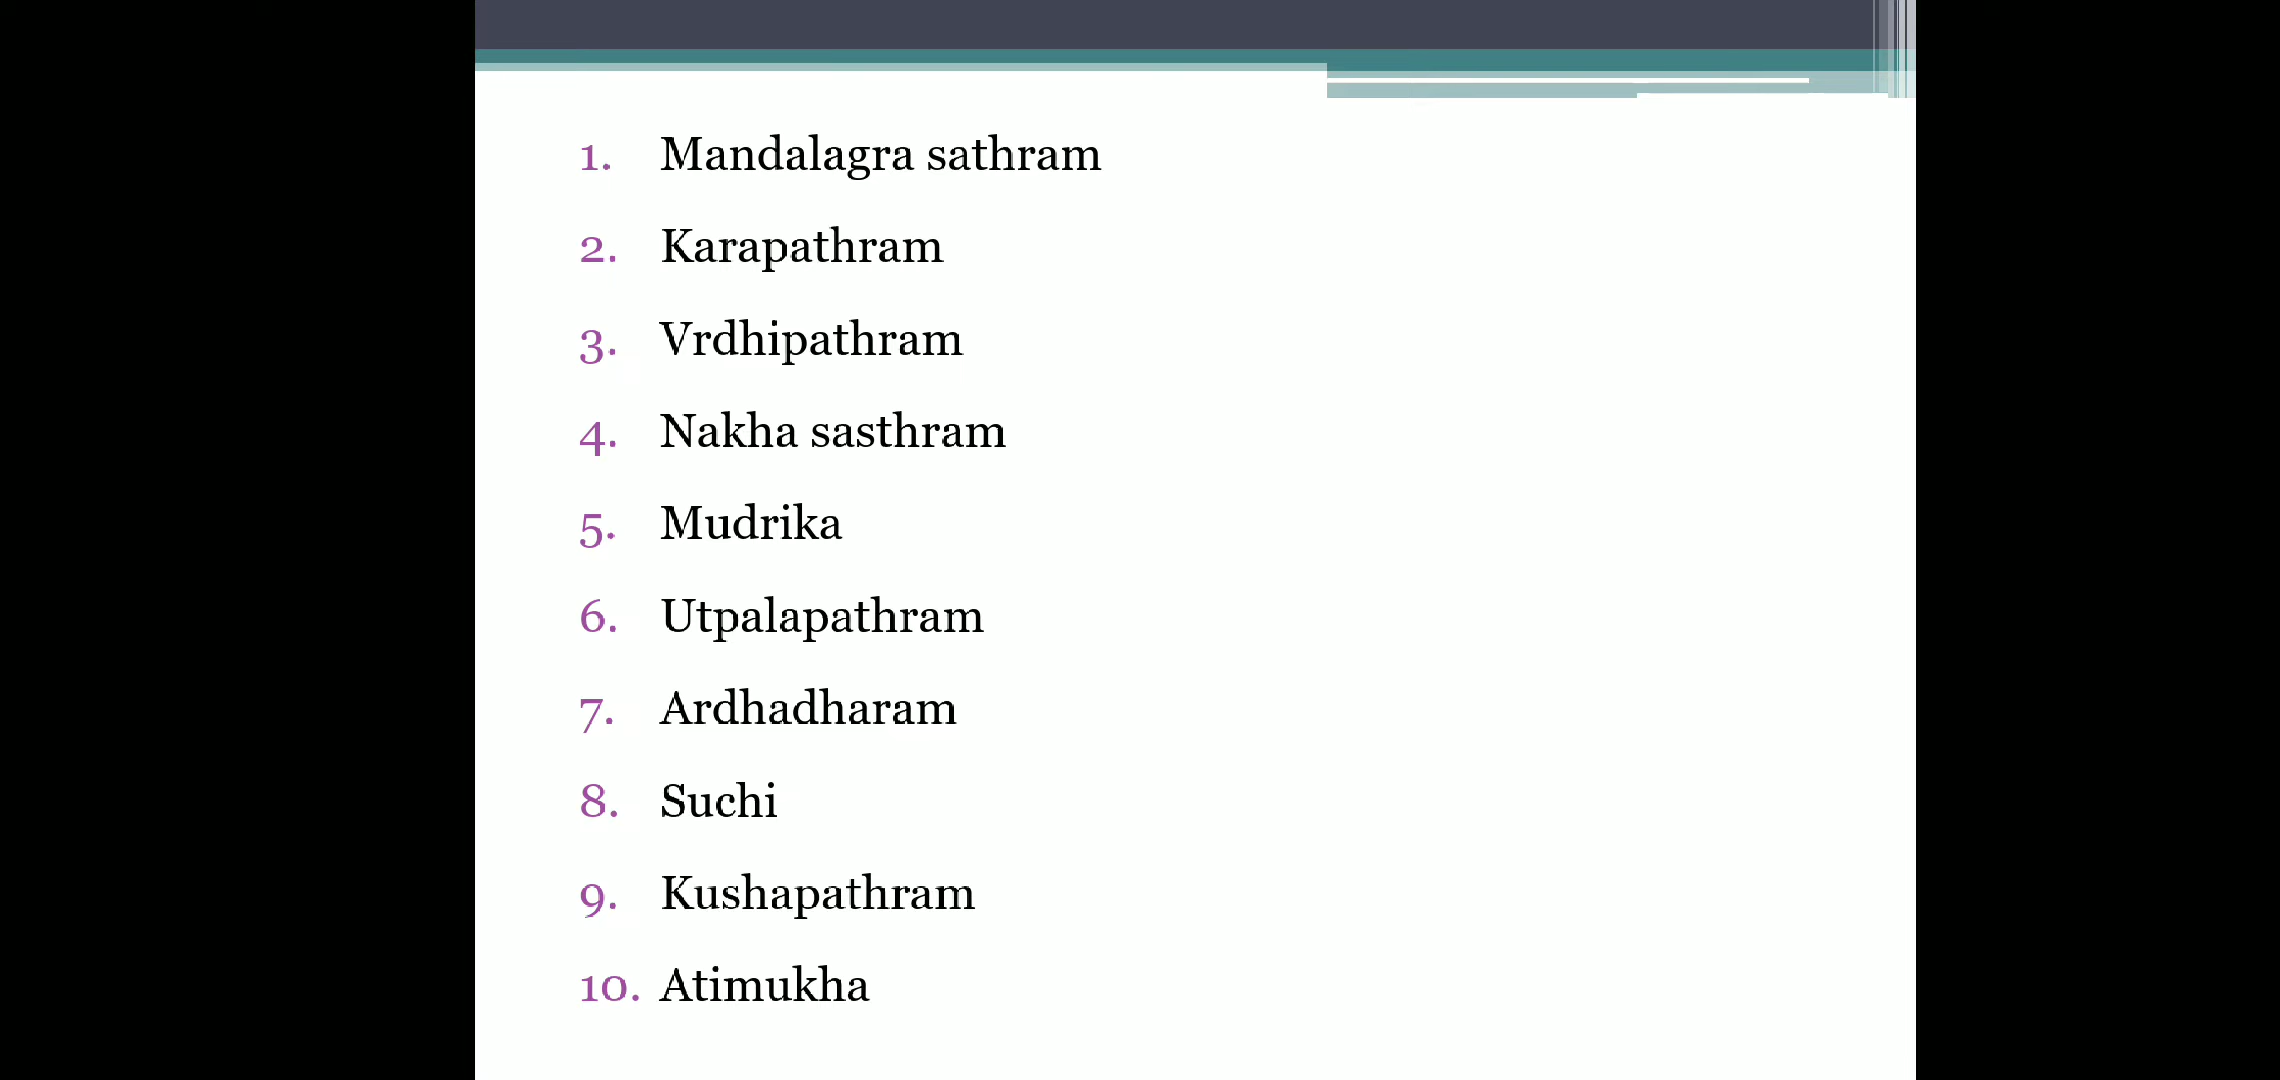 1. Mandalagra sathram
2. Karapathram
3. Vrdhipathram
4. Nakha sasthram
5. Mudrika
6. Utpalapathram
7. Ardhadharam
8. Suchi
9. Kushapathram
10. Atimukha